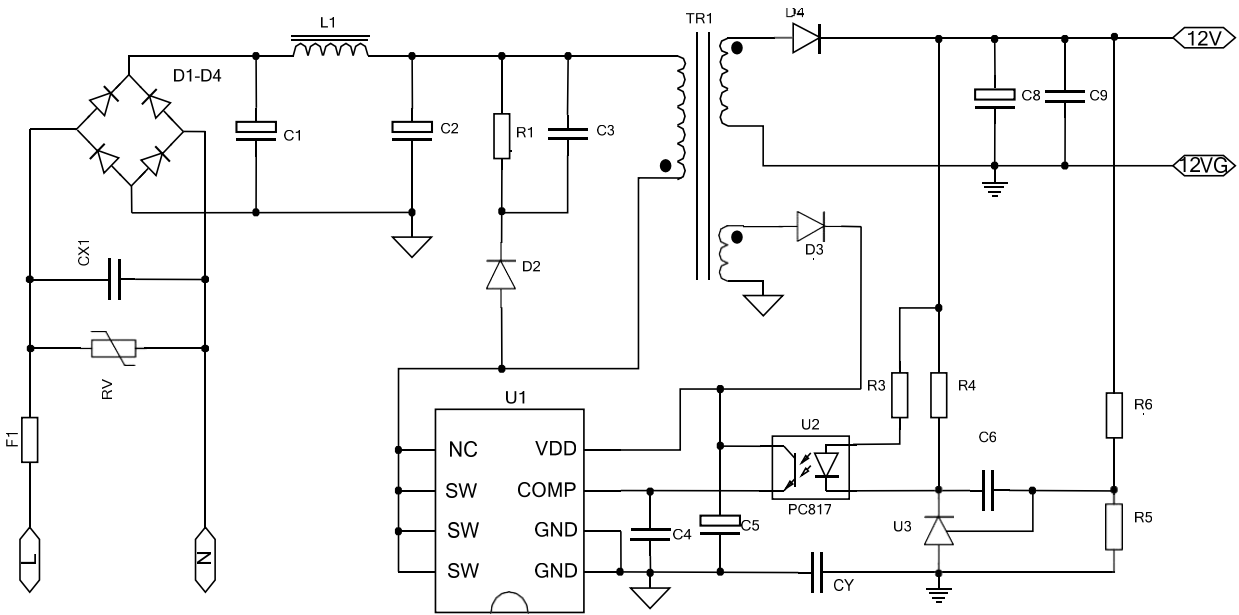 TR1
D4
L1
12V
D1-D4
C8
C9
C1
C2
R1
C3
12VG
CX1
D2
D3
RV
R3
R4
U1
R6
F1
U2
C6
NC
VDD
SW
COMP
PC817
SW
GND
C4
C5
U3
R5
SW
GND
CY
L
N